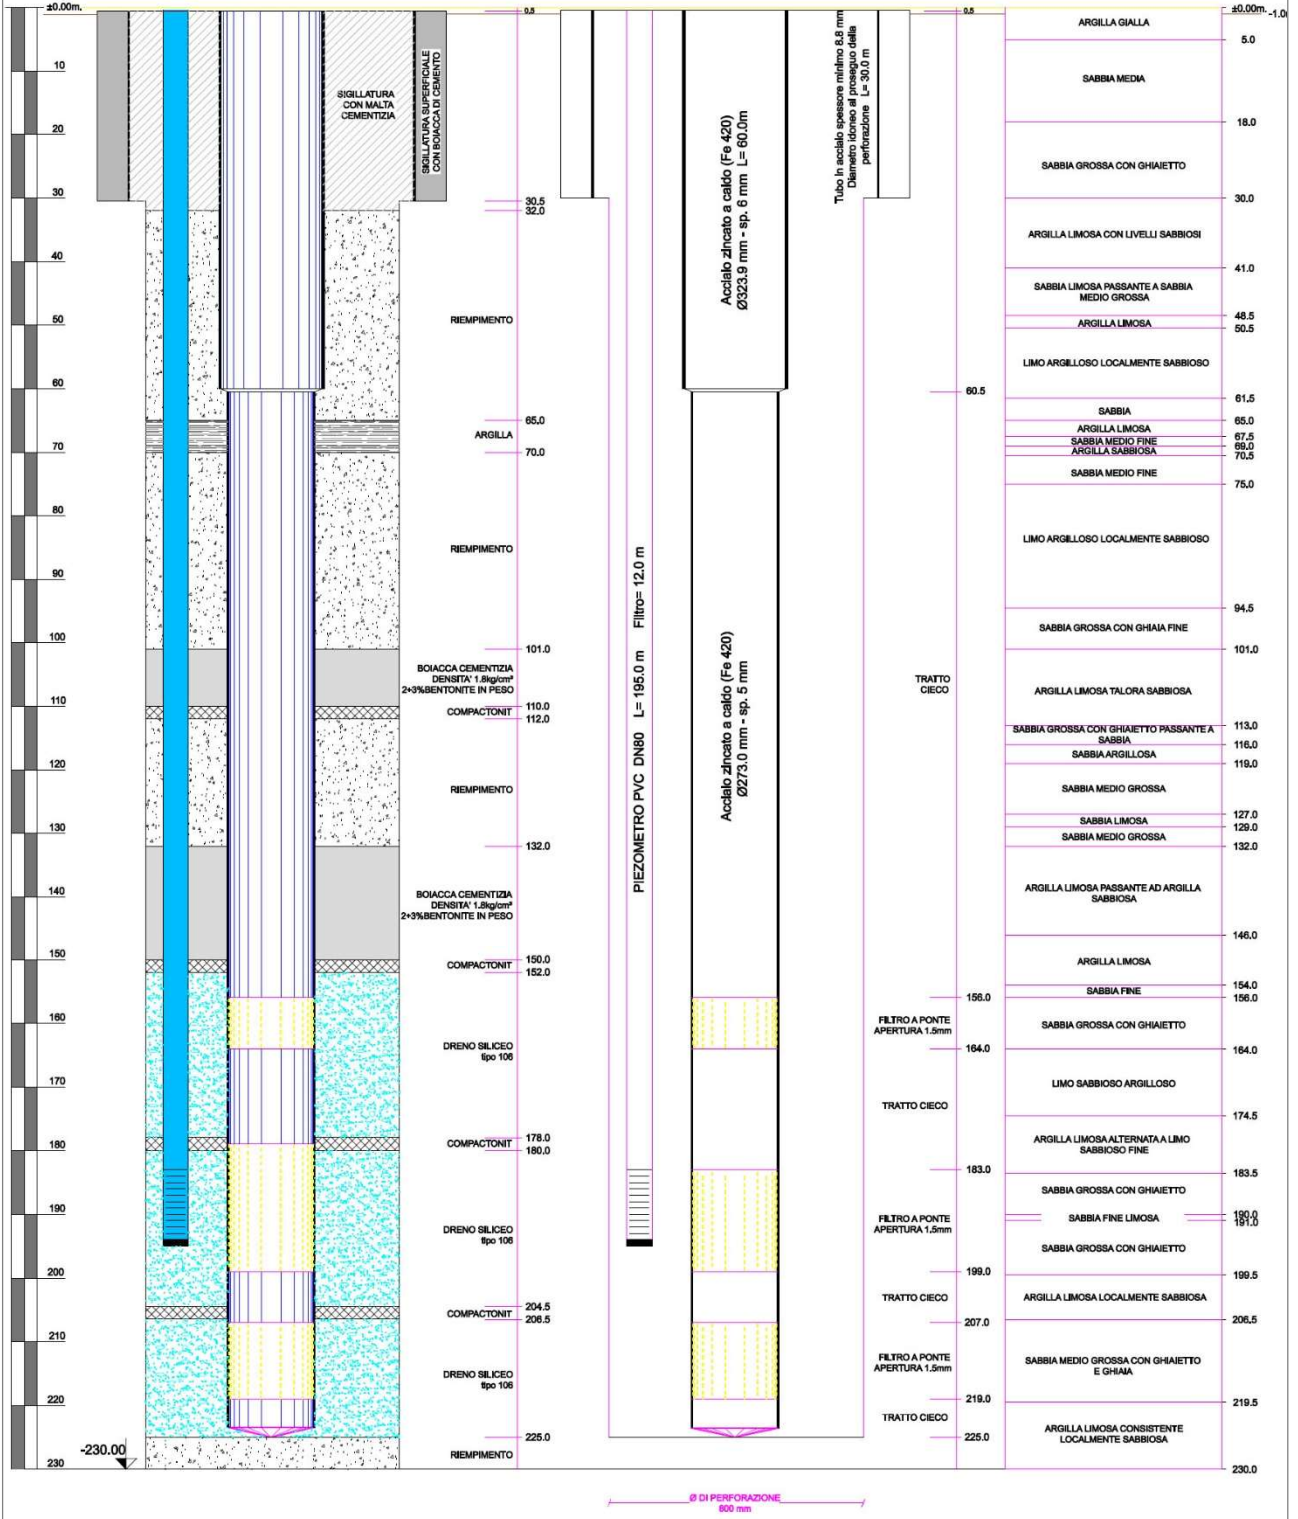 ±0.00m.
10
20
30
40
50
60
70
80
90
100
110
120
130
140
150
160
170
180
190
200
210
220
230
-230.00
SIGILLATURA
CON MALTA
CEMENTIZIA
SIGILLATURA SUPERFICIALE
CON BOIACCA DI CEMENTO
RIEMPIMENTO
ARGILLA
RIEMPIMENTO
BOIACCA CEMENTIZIA
DENSITA' 1.8kg/cm³
2+3%BENTONITE IN PESO
COMPACTONIT
RIEMPIMENTO
BOIACCA CEMENTIZIA
DENSITA' 1.8kg/cm³
2+3%BENTONITE IN PESO
COMPACTONIT
DRENO SILICEO
tipo 106
COMPACTONIT
DRENO SILICEO
tipo 106
COMPACTONIT
DRENO SILICEO
tipo 106
RIEMPIMENTO
0.5
30.5
32.0
65.0
70.0
101.0
110.0
112.0
132.0
150.0
152.0
178.0
180.0
204.5
206.5
225.0
PIEZOMETRO PVC DN80 L= 195.0 m Filtro= 12.0 m
Acciaio zincato a caldo (Fe 420)
Ø323.9 mm - sp. 6 mm L= 60.0m
Acciaio zincato a caldo (Fe 420)
Ø273.0 mm - sp. 5 mm
Tubo in acciaio spessore minimo 8.8 mm
Diametro idoneo al proseguo della
perforazione L= 30.0 m
TRATTO
CIECO
FILTRO A PONTE
APERTURA 1.5mm
TRATTO CIECO
FILTRO A PONTE
APERTURA 1.5mm
TRATTO CIECO
FILTRO A PONTE
APERTURA 1.5mm
TRATTO CIECO
0.5
60.5
156.0
164.0
183.0
199.0
207.0
219.0
225.0
Ø DI PERFORAZIONE
600 mm
±0.00m.
ARGILLA GIALLA
5.0
SABBIA MEDIA
18.0
SABBIA GROSSA CON GHIAIETTO
30.0
ARGILLA LIMOSA CON LIVELLI SABBIOSI
41.0
SABBIA LIMOSA PASSANTE A SABBIA
MEDIO GROSSA
48.5
ARGILLA LIMOSA
50.5
LIMO ARGILLOSO LOCALMENTE SABBIOSO
61.5
SABBIA
65.0
ARGILLA LIMOSA
67.5
SABBIA MEDIO FINE
69.0
ARGILLA SABBIOSA
70.5
SABBIA MEDIO FINE
75.0
LIMO ARGILLOSO LOCALMENTE SABBIOSO
94.5
SABBIA GROSSA CON GHIAIA FINE
101.0
ARGILLA LIMOSA TALORA SABBIOSA
113.0
SABBIA GROSSA CON GHIAIETTO PASSANTE A
SABBIA
116.0
SABBIA ARGILLOSA
119.0
SABBIA MEDIO GROSSA
127.0
SABBIA LIMOSA
129.0
SABBIA MEDIO GROSSA
132.0
ARGILLA LIMOSA PASSANTE AD ARGILLA
SABBIOSA
146.0
ARGILLA LIMOSA
154.0
SABBIA FINE
156.0
SABBIA GROSSA CON GHIAIETTO
164.0
LIMO SABBIOSO ARGILLOSO
174.5
ARGILLA LIMOSA ALTERNATA A LIMO
SABBIOSO FINE
183.5
SABBIA GROSSA CON GHIAIETTO
190.0
SABBIA FINE LIMOSA
191.0
SABBIA GROSSA CON GHIAIETTO
199.5
ARGILLA LIMOSA LOCALMENTE SABBIOSA
206.5
SABBIA MEDIO GROSSA CON GHIAIETTO
E GHIAIA
219.5
ARGILLA LIMOSA CONSISTENTE
LOCALMENTE SABBIOSA
230.0